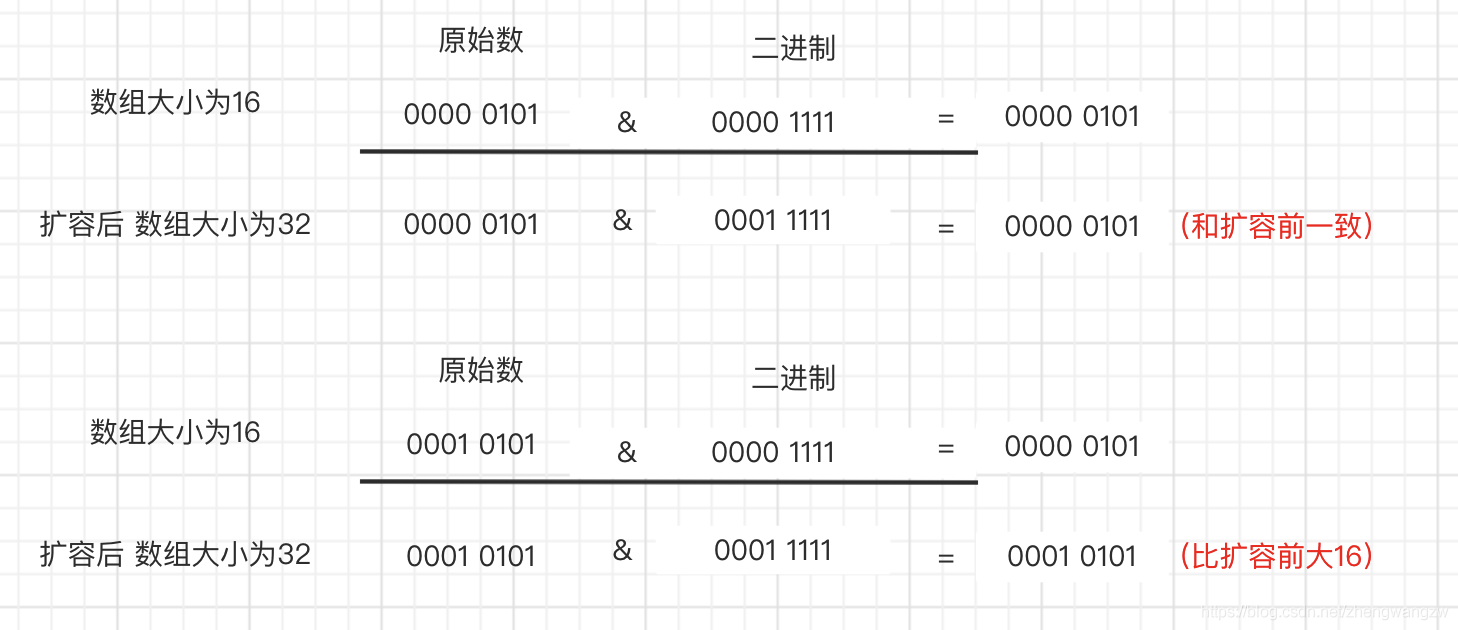 原始数 二进制
数组大小为16 0000 0101 & 0000 1111 = 0000 0101
扩容后 数组大小为32 0000 0101 & 0001 1111 = 0000 0101 (和扩容前一致)
原始数 二进制
数组大小为16 0001 0101 & 0000 1111 = 0000 0101
扩容后 数组大小为32 0001 0101 & 0001 1111 = 0001 0101 (比扩容前大16)
https://blog.csdn.net/zhangwangzw